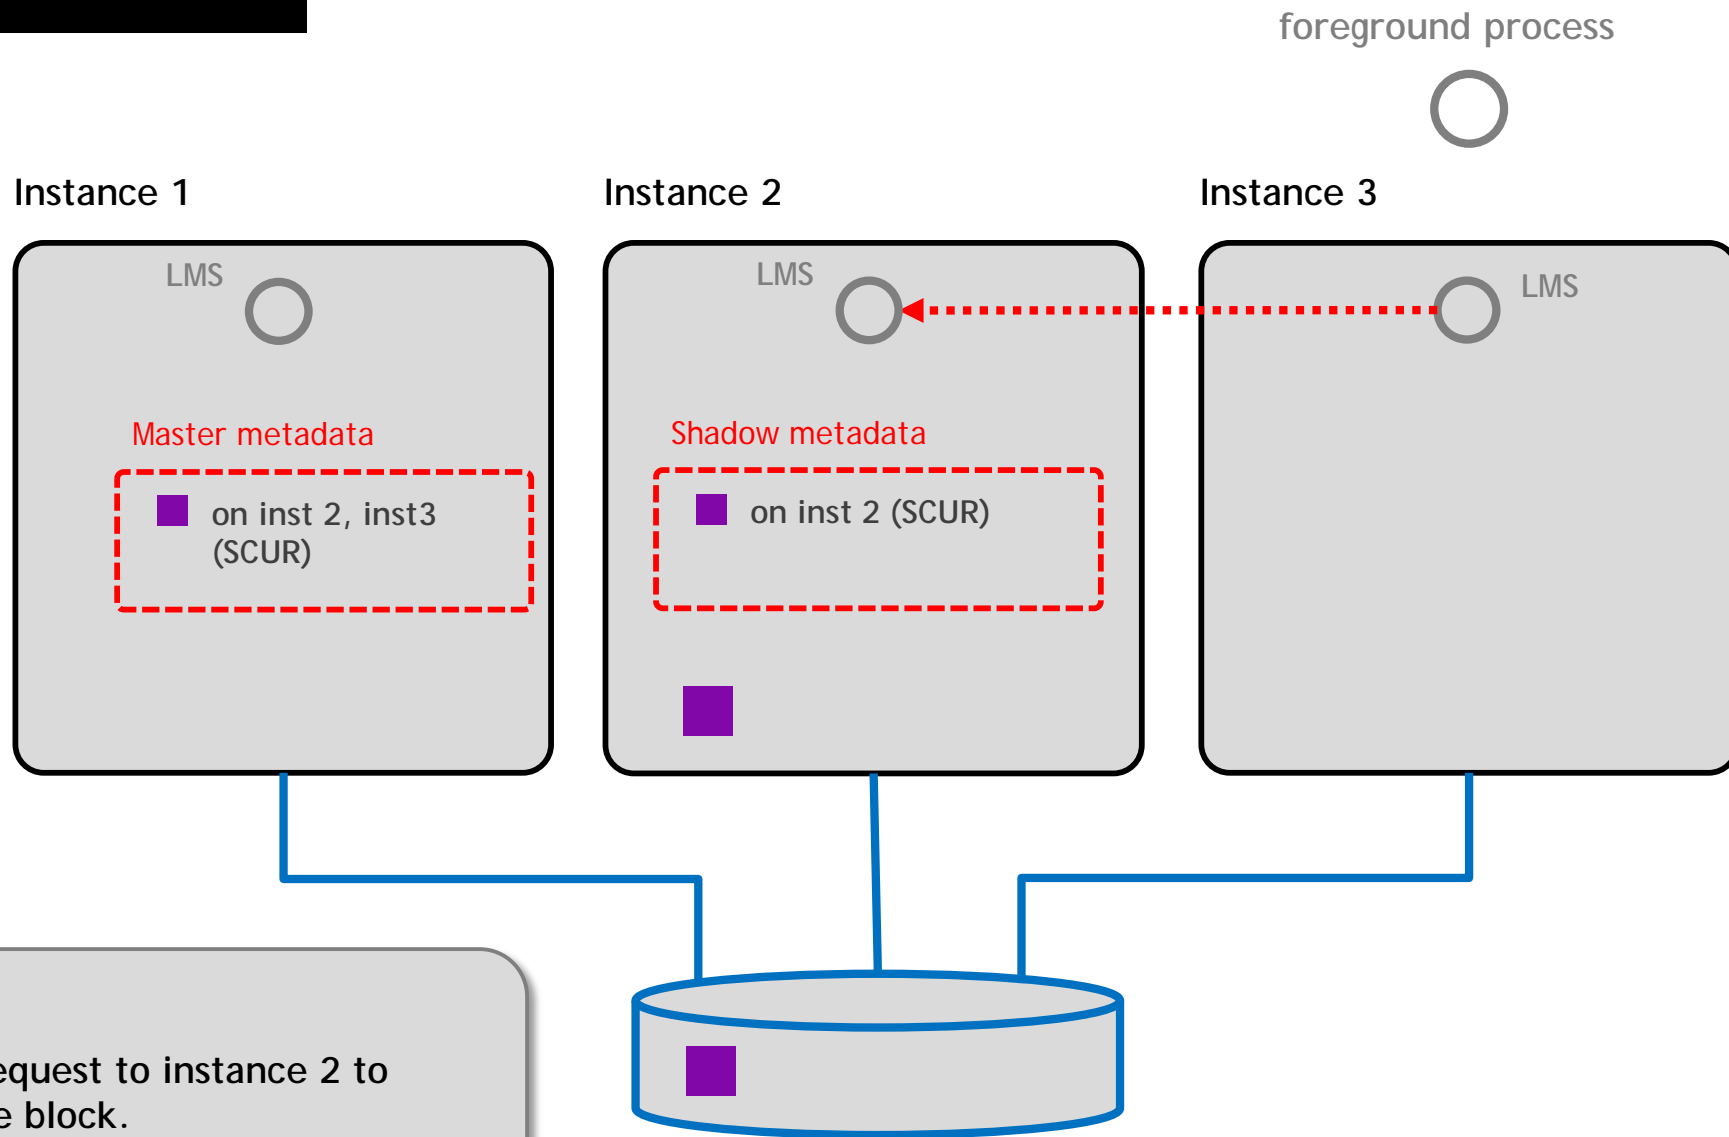 foreground process
Instance 1
Instance 2
Instance 3
LMS
LMS
LMS
Master metadata
on inst 2, inst3
(SCUR)
Shadow metadata
on inst 2 (SCUR)
to instance 2 to
block.